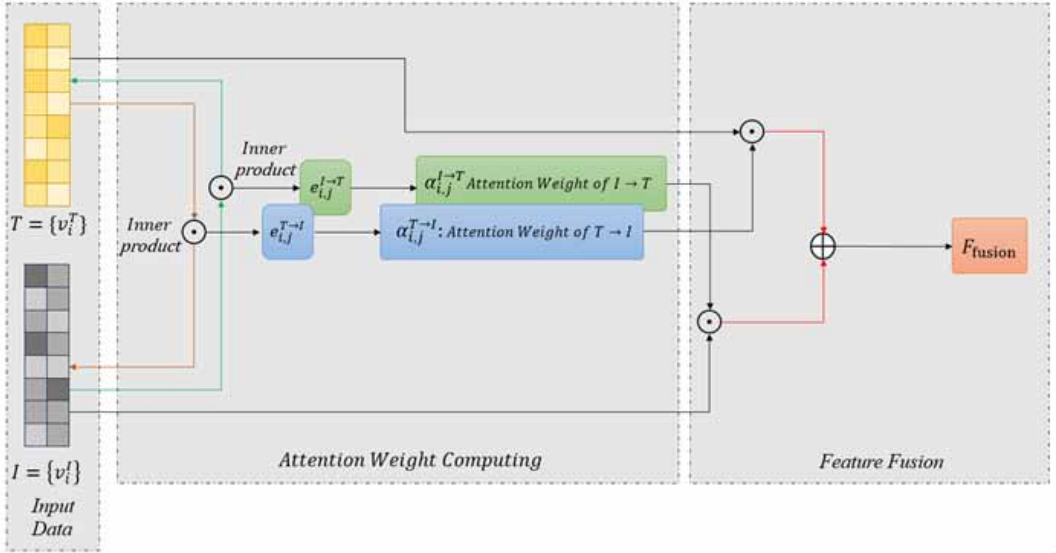 T = {v_i^T}
I = {v_i^I}
Input
Data
Inner
product
Inner
product
e_{i,j}^{I→T}
e_{i,j}^{T→I}
α_{i,j}^{I→T} Attention Weight of I → T
α_{i,j}^{T→I}: Attention Weight of T → I
Attention Weight Computing
F_fusion
Feature Fusion